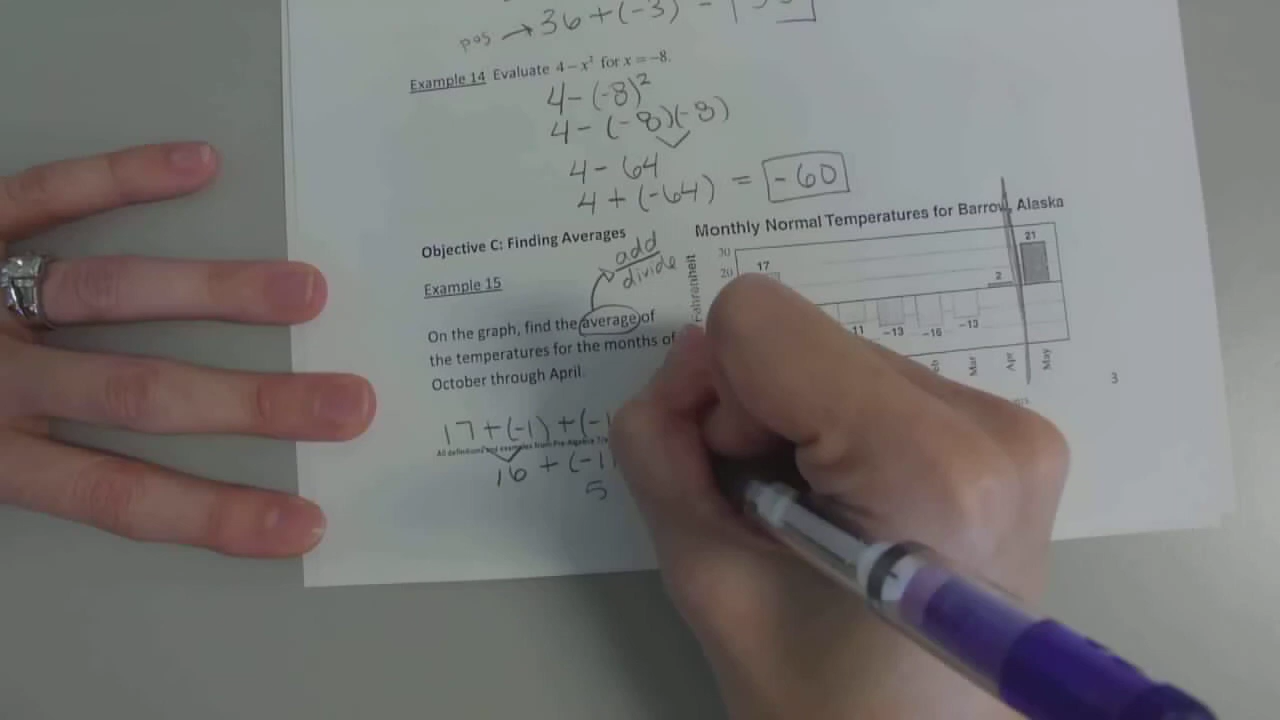 pos → 36 + (-3)
Example 14 Evaluate 4 – x² for x = –8.
4 - (-8)²
4 - (-8)(-8)
4 - 64
4 + (-64) = -60
Objective C: Finding Averages
add
divide
Example 15
On the graph, find the average of
the temperatures for the months of
October through April.
17 + (-1) + (-1
16 + (-11
5
Monthly Normal Temperatures for Barrow, Alaska
30
20
Fahrenheit
17
11
–13
–16
–13
2
21
Mar
Apr
May
3